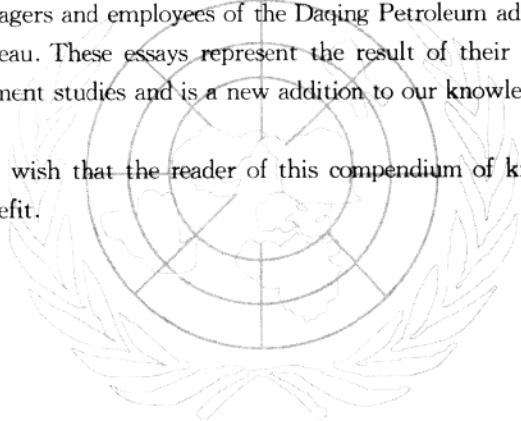 agers and employees of the Daqing Petroleum ad
eau. These essays represent the result of their
ment studies and is a new addition to our knowle
wish that the reader of this compendium of k
efit.